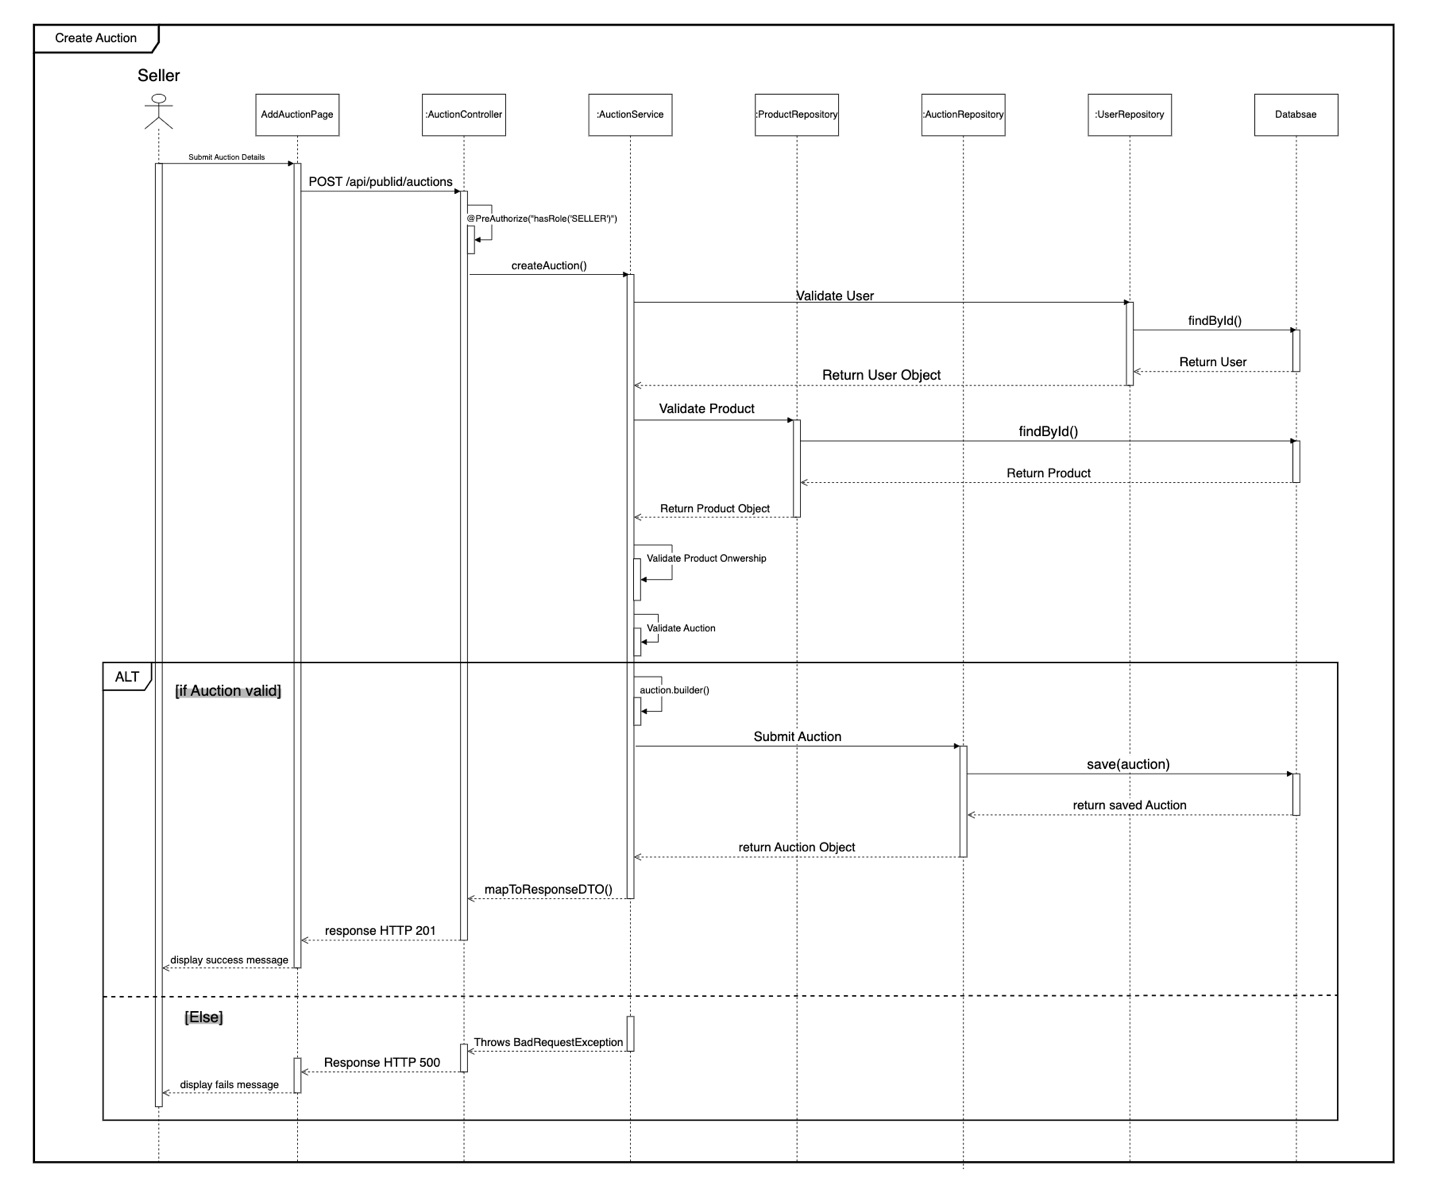 Create Auction
Seller
AddAuctionPage
:AuctionController
:AuctionService
:ProductRepository
:AuctionRepository
:UserRepository
Databsae
Submit Auction Details
POST /api/publid/auctions
@PreAuthorize("hasRole('SELLER')")
createAuction()
Validate User
findById()
Return User
Return User Object
Validate Product
findById()
Return Product
Return Product Object
Validate Product Onwership
Validate Auction
ALT
[if Auction valid]
auction.builder()
Submit Auction
save(auction)
return saved Auction
return Auction Object
mapToResponseDTO()
response HTTP 201
display success message
[Else]
Throws BadRequestException
Response HTTP 500
display fails message